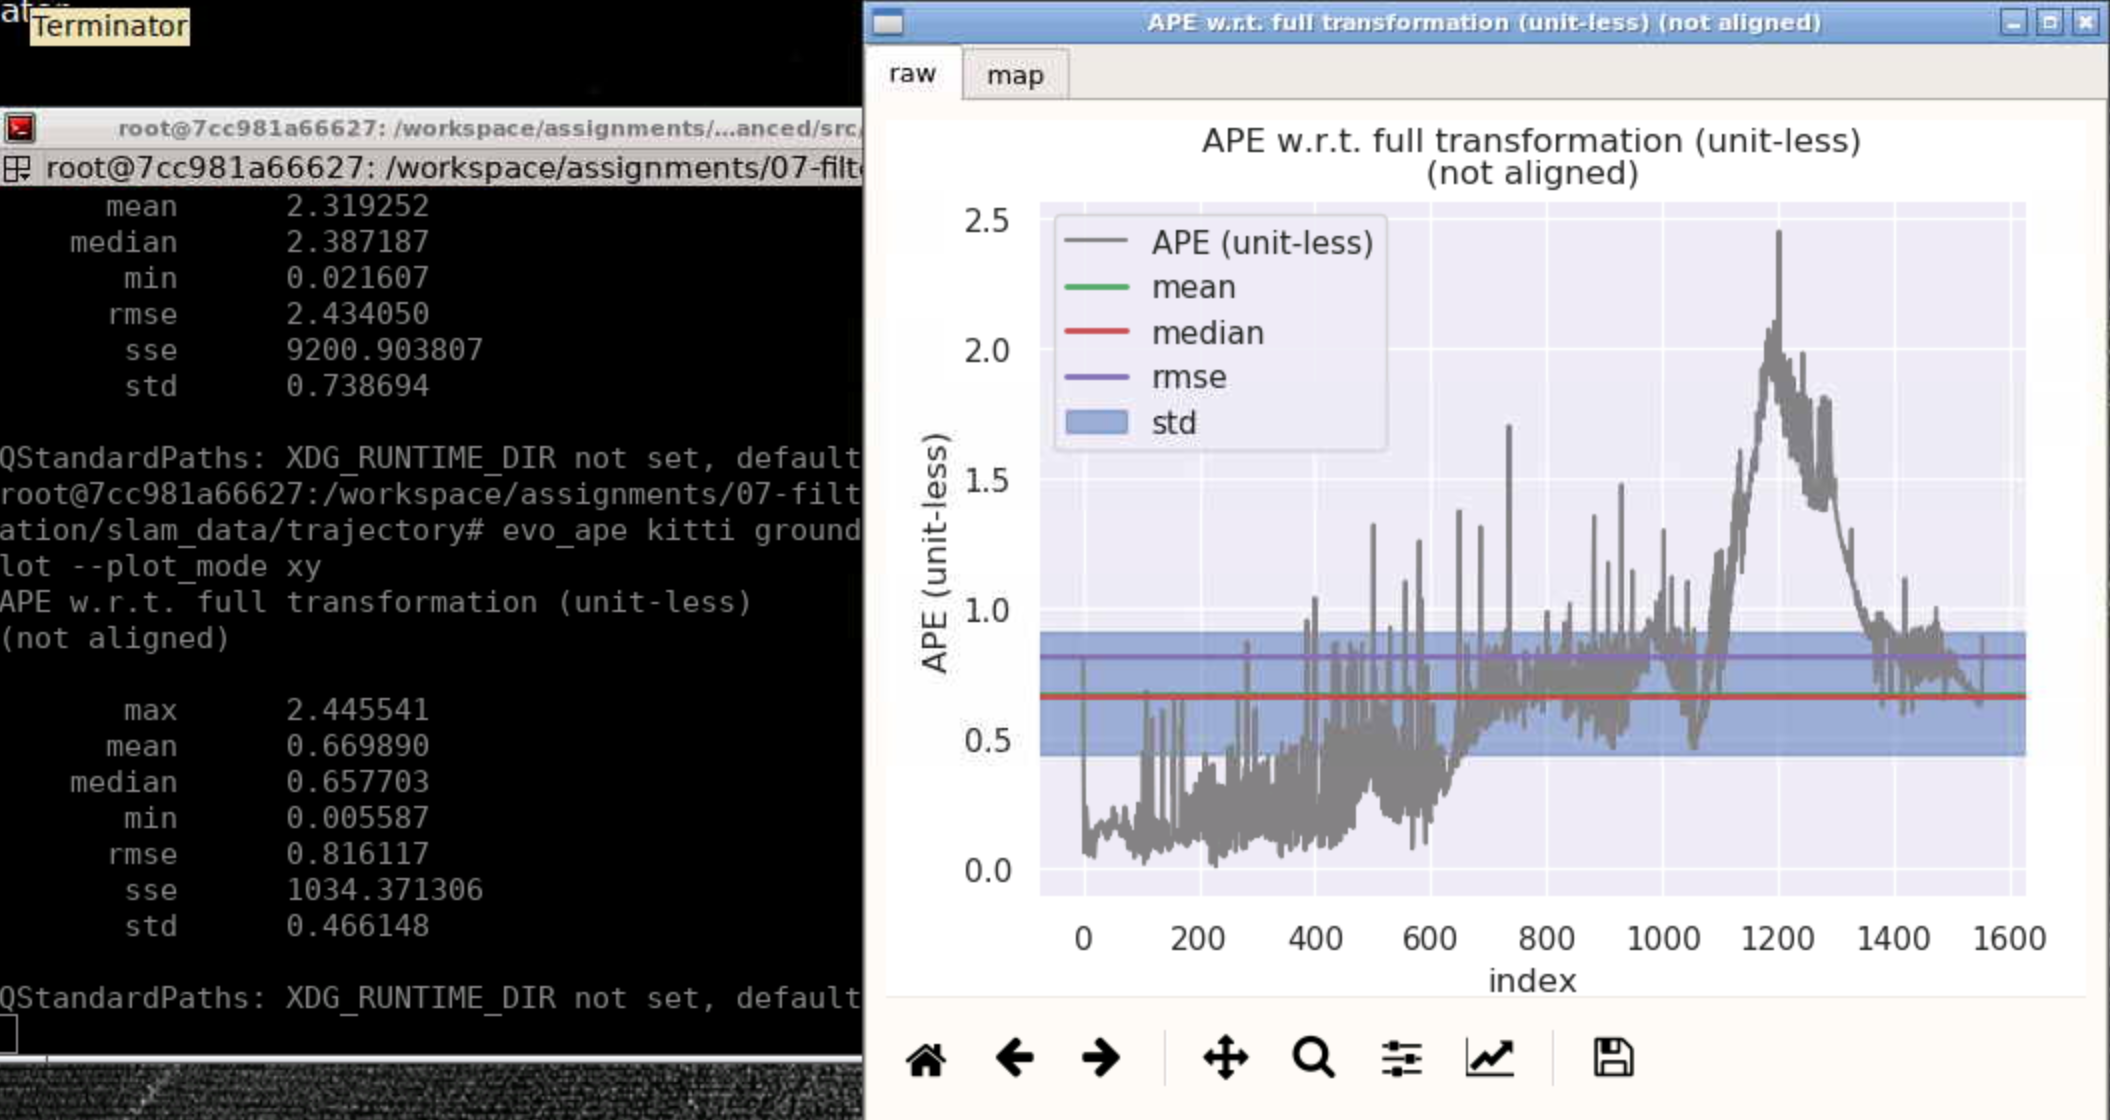 Terminator
root@7cc981a66627: /workspace/assignments/...anced/src/
root@7cc981a66627: /workspace/assignments/07-filt
mean 2.319252
median 2.387187
min 0.021607
rmse 2.434050
sse 9200.903807
std 0.738694
QStandardPaths: XDG_RUNTIME_DIR not set, default
root@7cc981a66627:/workspace/assignments/07-filt
ation/slam_data/trajectory# evo_ape kitti ground
lot --plot_mode xy
APE w.r.t. full transformation (unit-less)
(not aligned)
max 2.445541
mean 0.669890
median 0.657703
min 0.005587
rmse 0.816117
sse 1034.371306
std 0.466148
QStandardPaths: XDG_RUNTIME_DIR not set, default
APE w.r.t. full transformation (unit-less) (not aligned)
raw map
APE w.r.t. full transformation (unit-less)
(not aligned)
APE (unit-less)
mean
median
rmse
std
APE (unit-less)
2.5
2.0
1.5
1.0
0.5
0.0
0 200 400 600 800 1000 1200 1400 1600
index